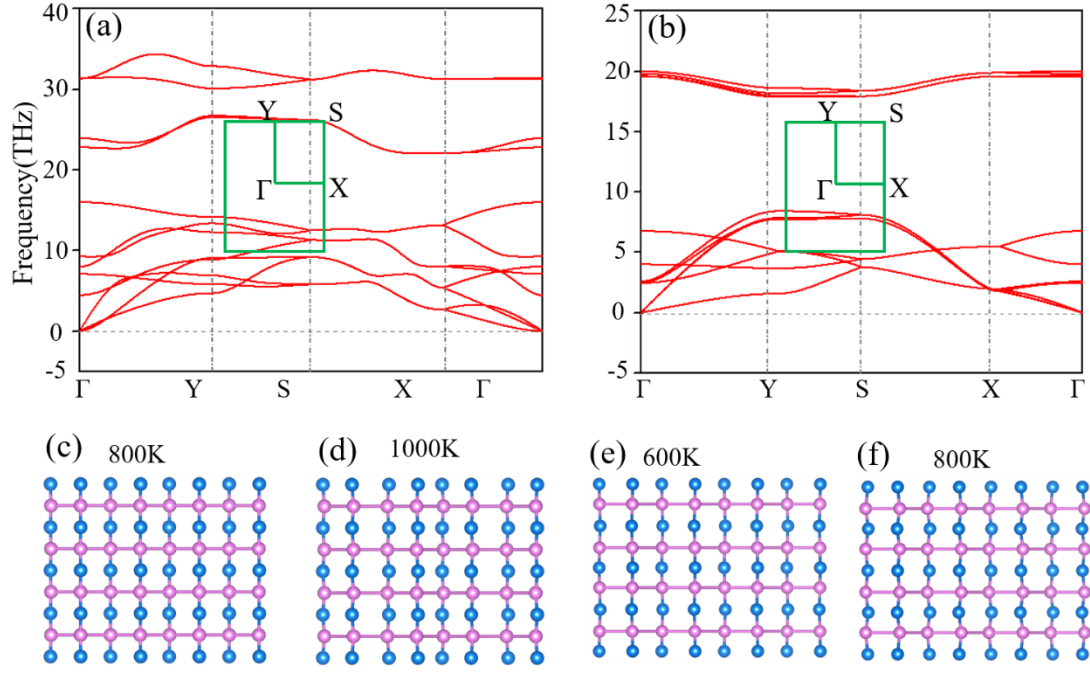 (a)
Frequency(THz)
40
30
20
10
0
-5
Y S
Γ X
Γ Y S X Γ
(b)
25
20
15
10
5
0
-5
Y S
Γ X
Γ Y S X Γ
(c) 800K
(d) 1000K
(e) 600K
(f) 800K